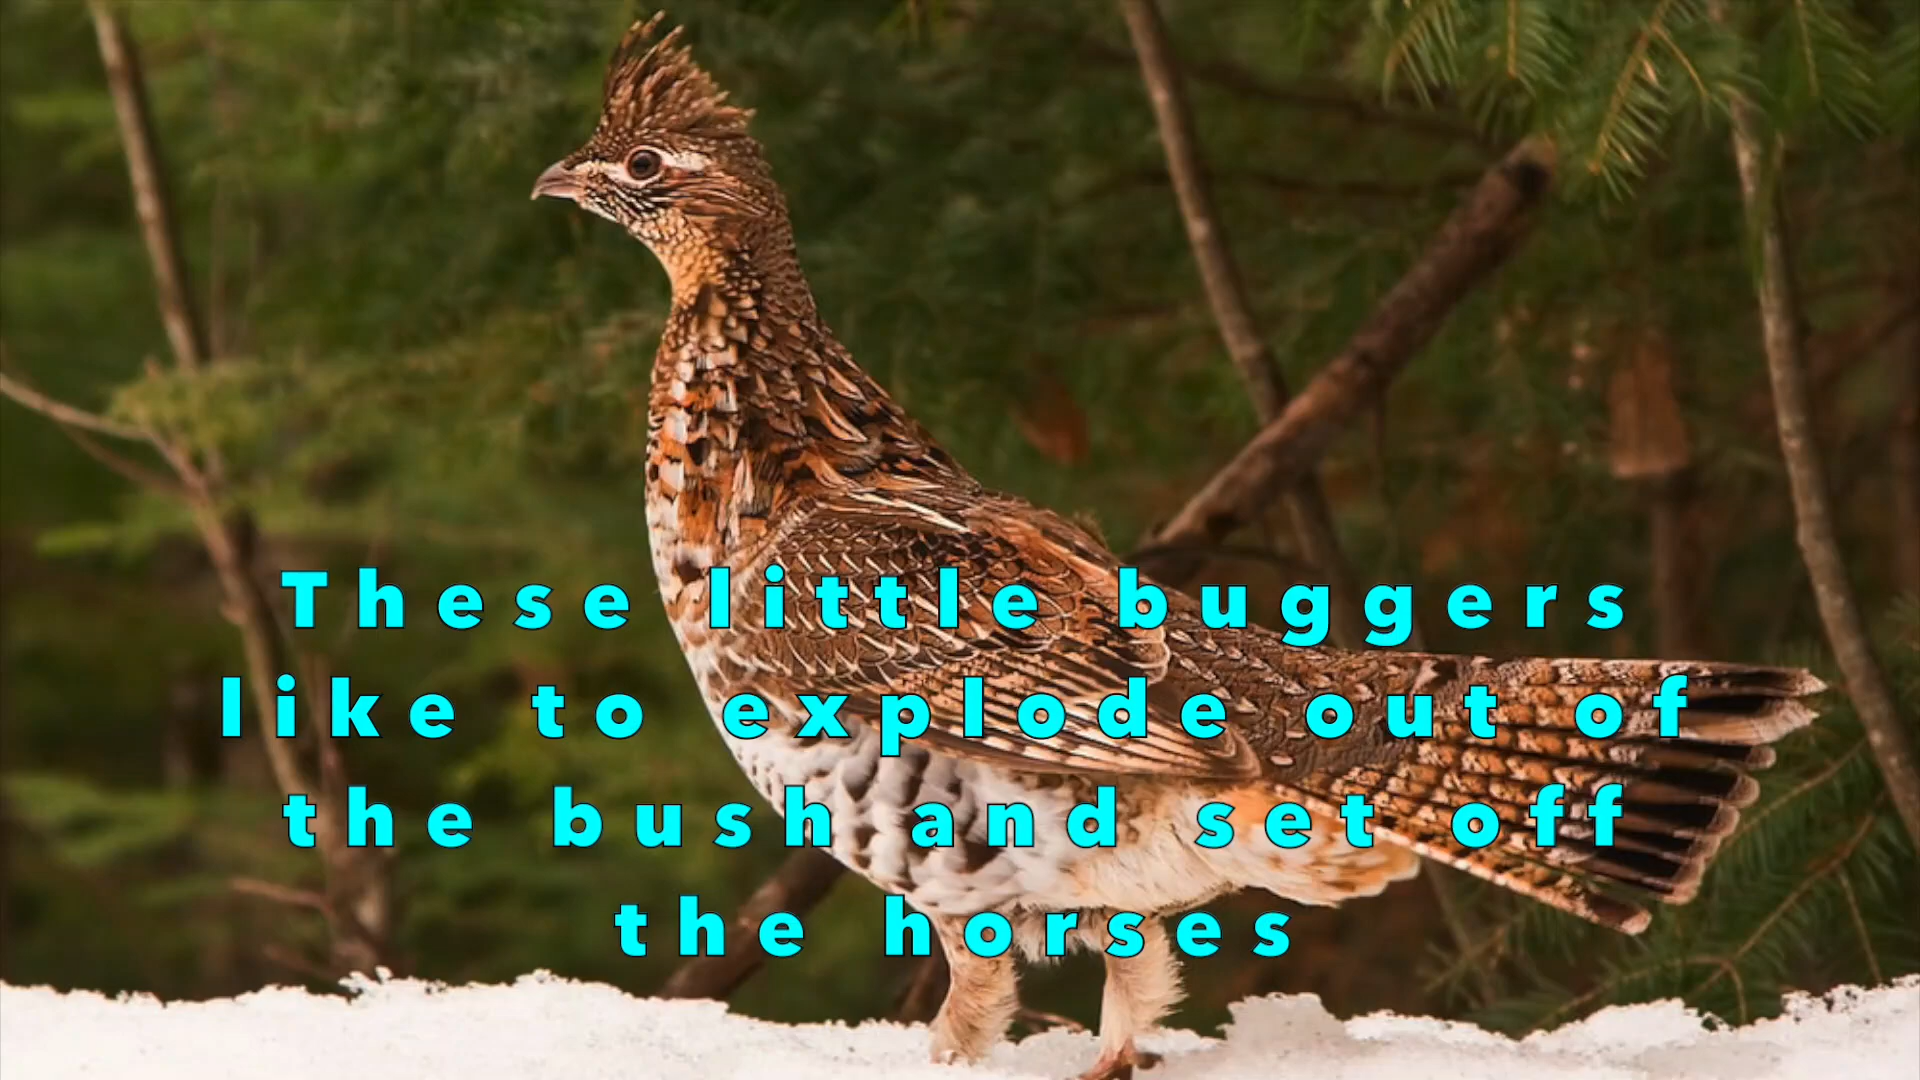 These little buggers
like to explode out of
the bush and set off
the horses